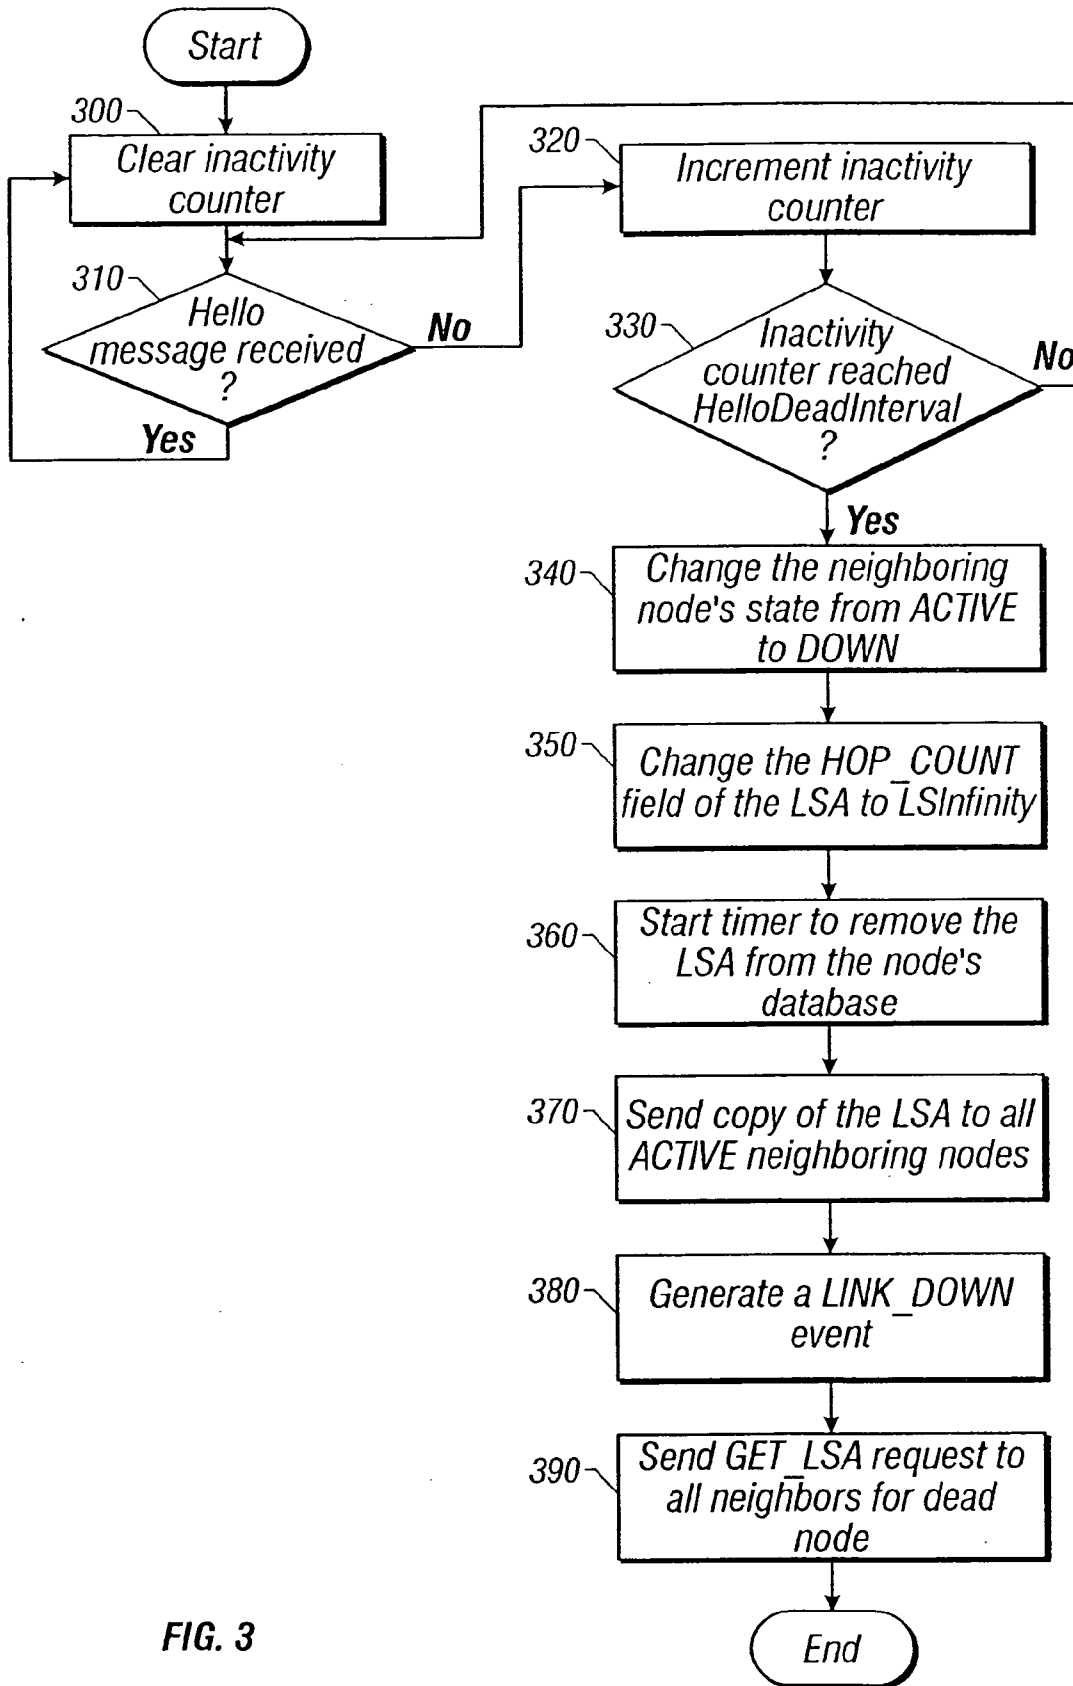 Start
300
Clear inactivity
counter
310
Hello
message received
?
No
Yes
320
Increment inactivity
counter
330
Inactivity
counter reached
HelloDeadInterval
?
No
Yes
340
Change the neighboring
node's state from ACTIVE
to DOWN
350
Change the HOP_COUNT
field of the LSA to LSInfinity
360
Start timer to remove the
LSA from the node's
database
370
Send copy of the LSA to all
ACTIVE neighboring nodes
380
Generate a LINK_DOWN
event
390
Send GET_LSA request to
all neighbors for dead
node
End
FIG. 3